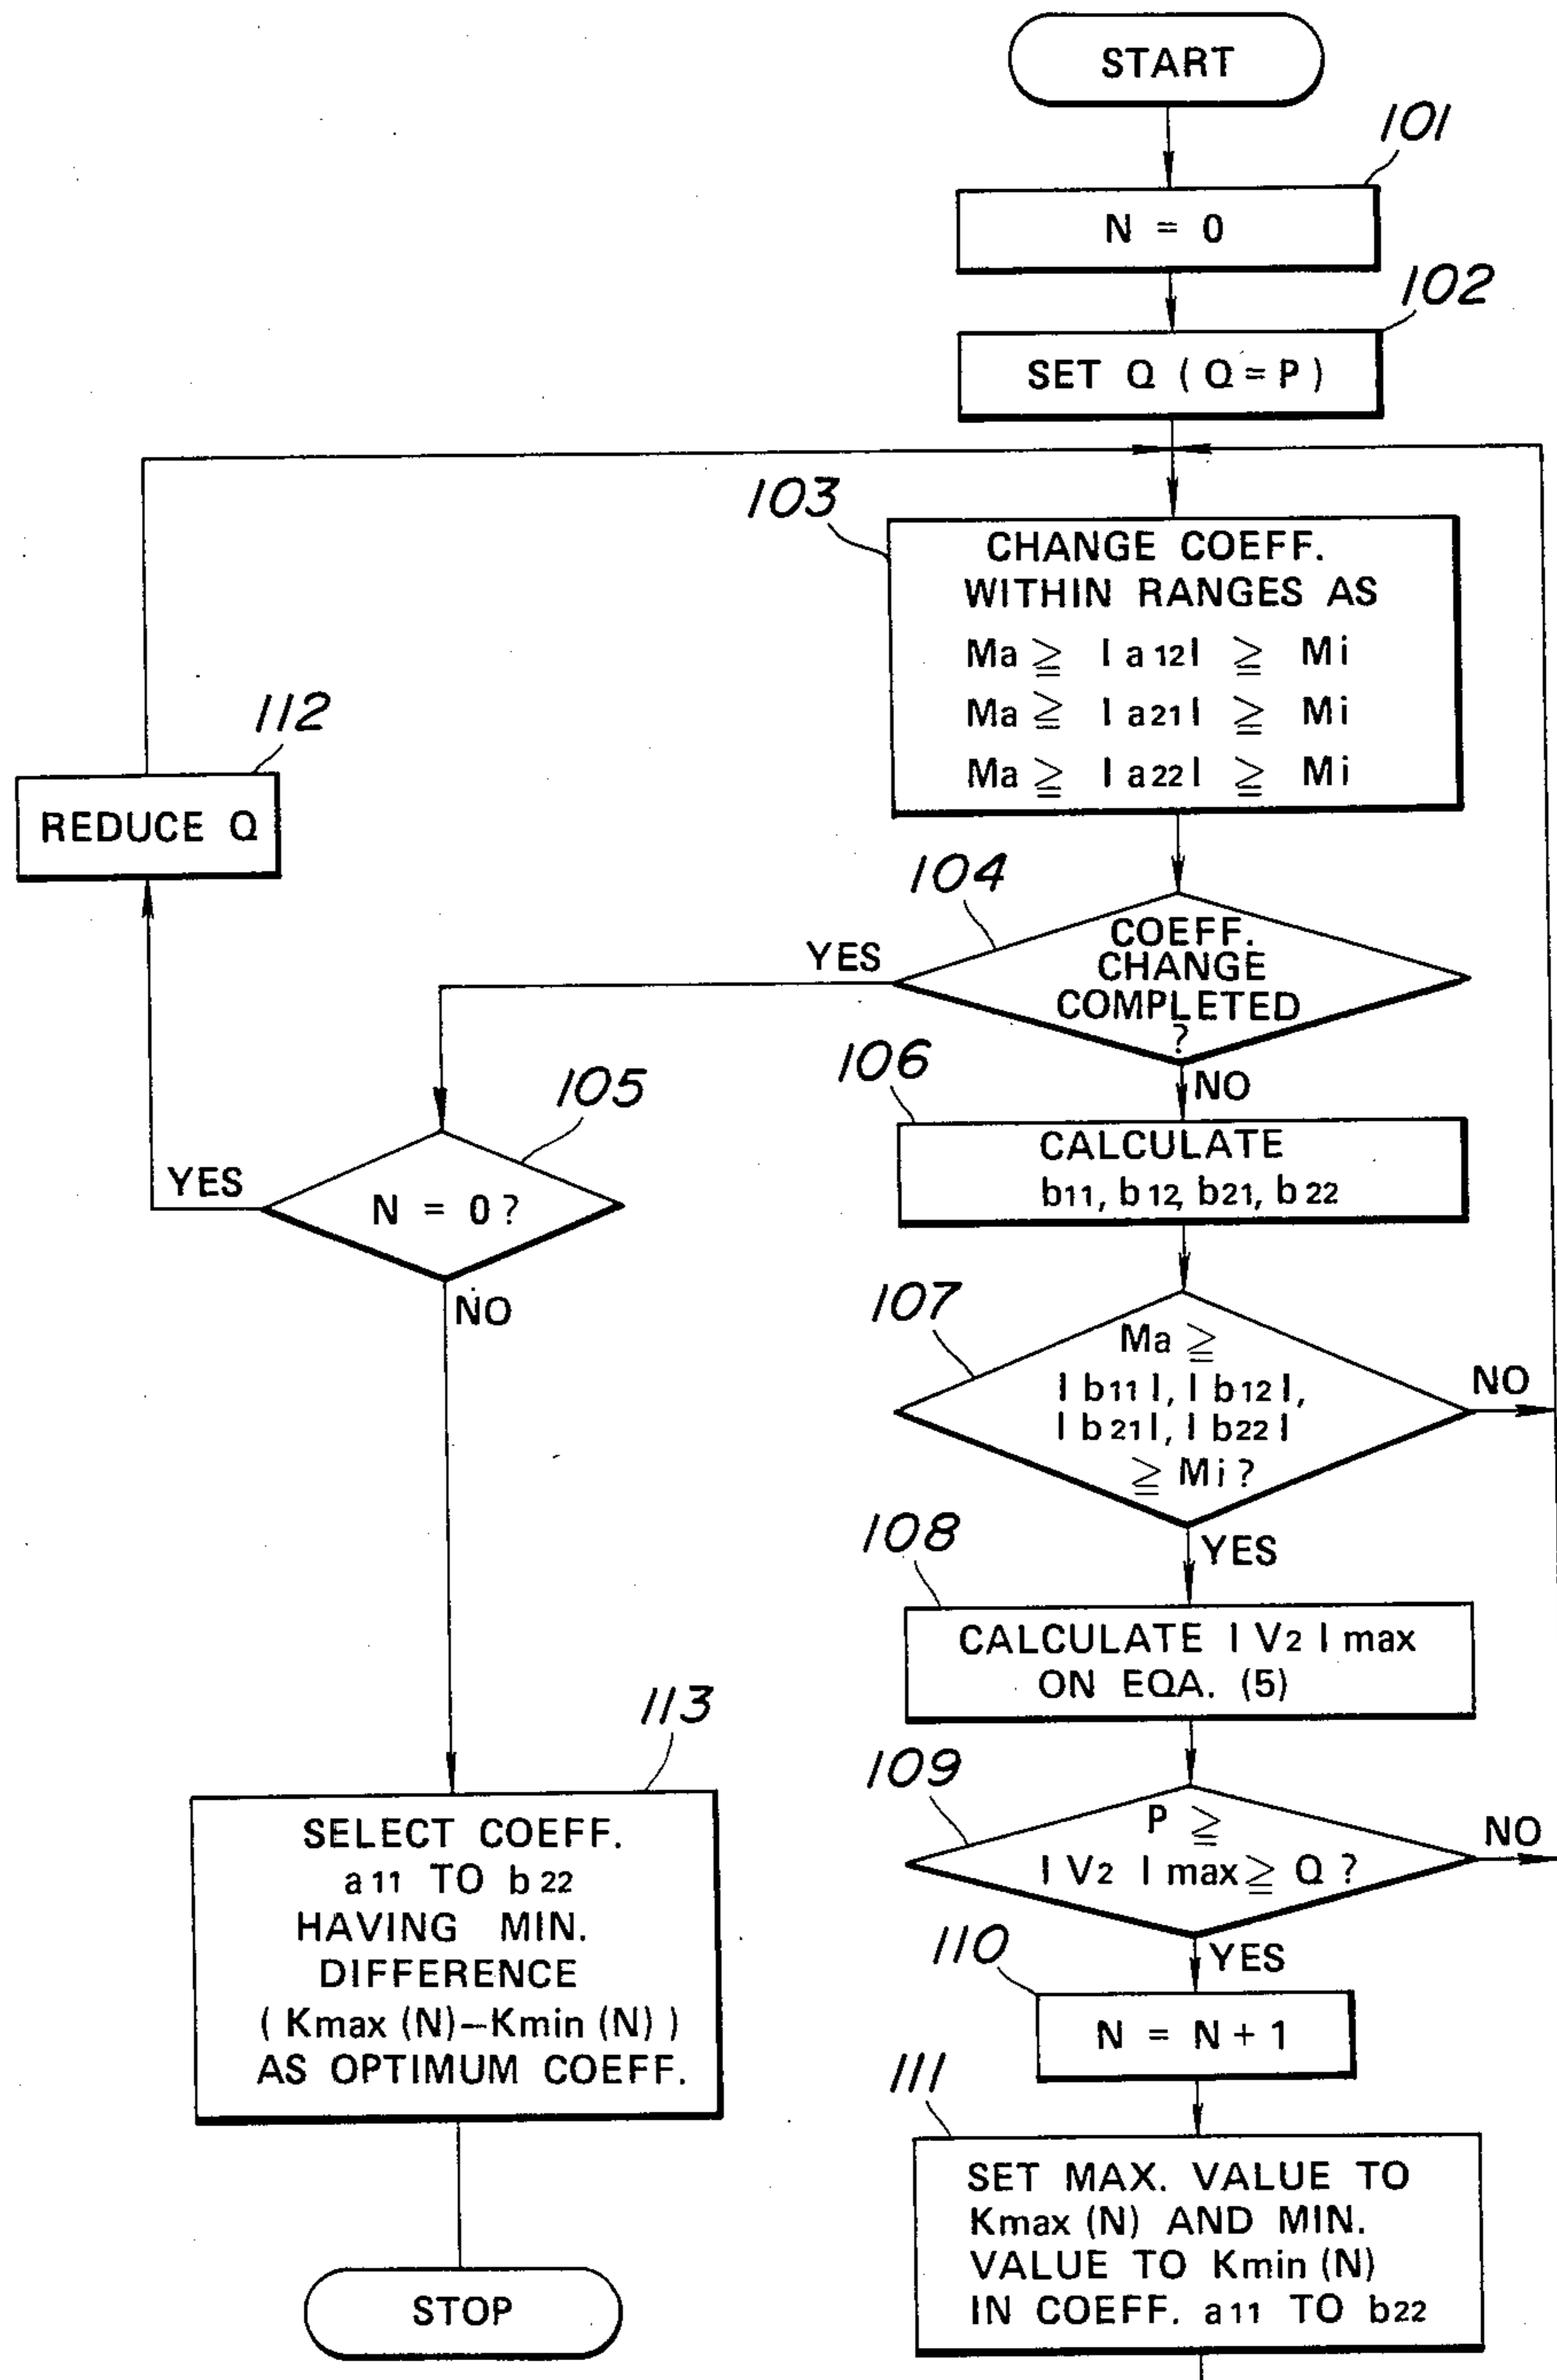 START
101
N = 0
102
SET Q ( Q = P )
103
CHANGE COEFF.
WITHIN RANGES AS
Ma ≧ | a12 | ≧ Mi
Ma ≧ | a21 | ≧ Mi
Ma ≧ | a22 | ≧ Mi
112
REDUCE Q
104
COEFF.
CHANGE
COMPLETED
?
YES
NO
105
N = 0 ?
YES
NO
106
CALCULATE
b11, b12, b21, b22
107
Ma ≧
| b11 |, | b12 |,
| b21 |, | b22 |
≧ Mi ?
NO
YES
108
CALCULATE | V2 | max
ON EQA. (5)
109
P ≧
| V2 | max ≧ Q ?
NO
YES
110
N = N + 1
111
SET MAX. VALUE TO
Kmax (N) AND MIN.
VALUE TO Kmin (N)
IN COEFF. a11 TO b22
113
SELECT COEFF.
a11 TO b22
HAVING MIN.
DIFFERENCE
( Kmax (N) – Kmin (N) )
AS OPTIMUM COEFF.
STOP